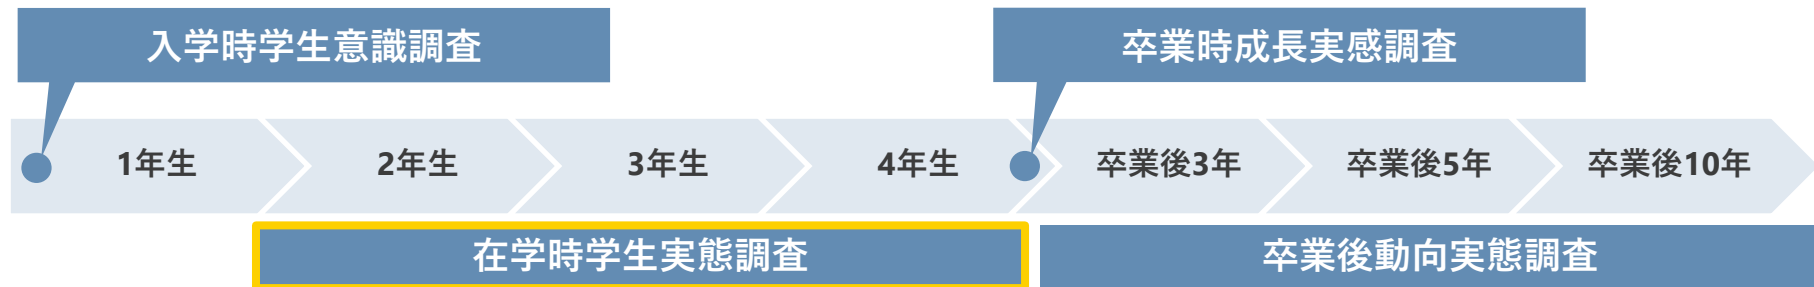 入学時学生意識調査
卒業時成長実感調査
1年生
2年生
3年生
4年生
卒業後3年
卒業後5年
卒業後10年
在学時学生実態調査
卒業後動向実態調査